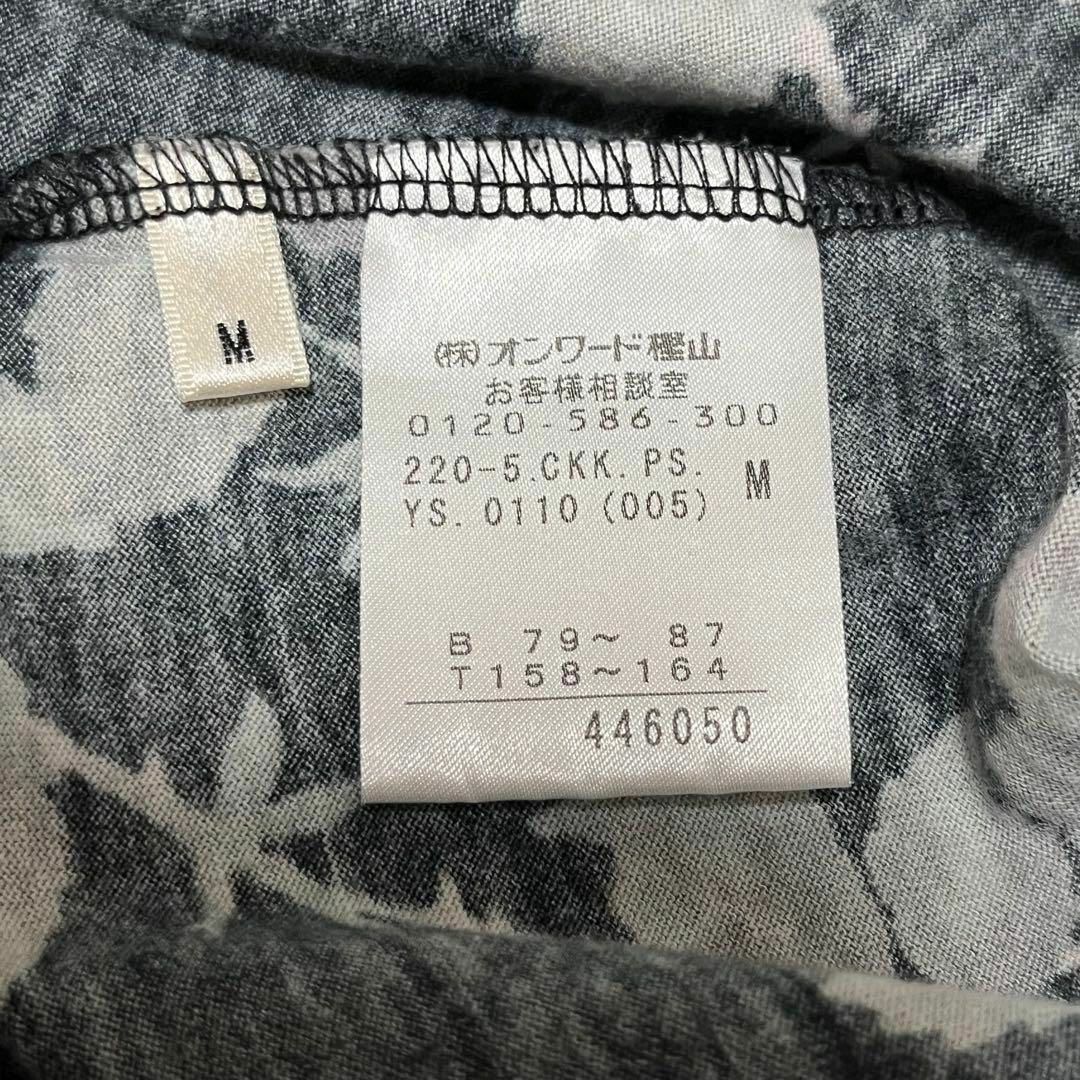 M
(株)オンワード樫山
お客様相談室
0120-586-300
220-5.CKK.PS.
YS.0110(005) M
B 79～ 87
T158～164
446050